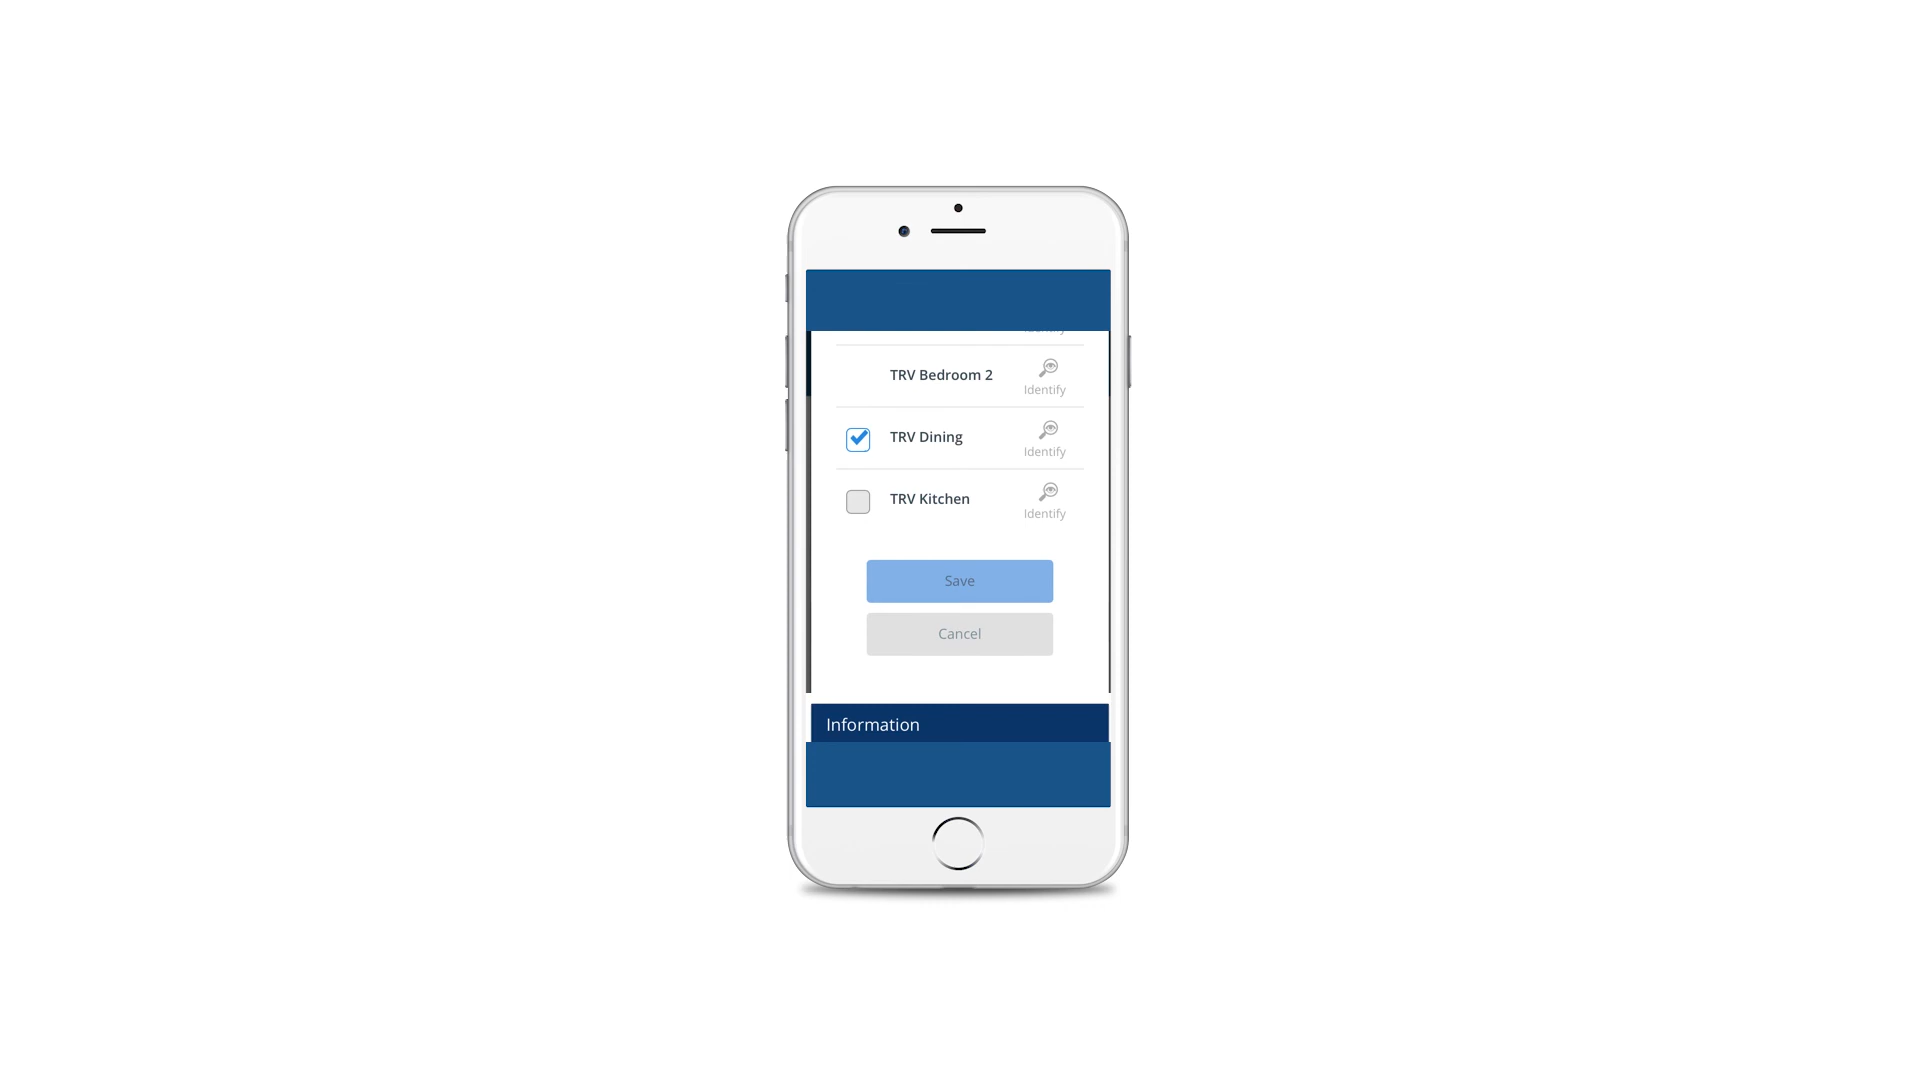 TRV Bedroom 2
Identify
TRV Dining
Identify
TRV Kitchen
Identify
Save
Cancel
Information